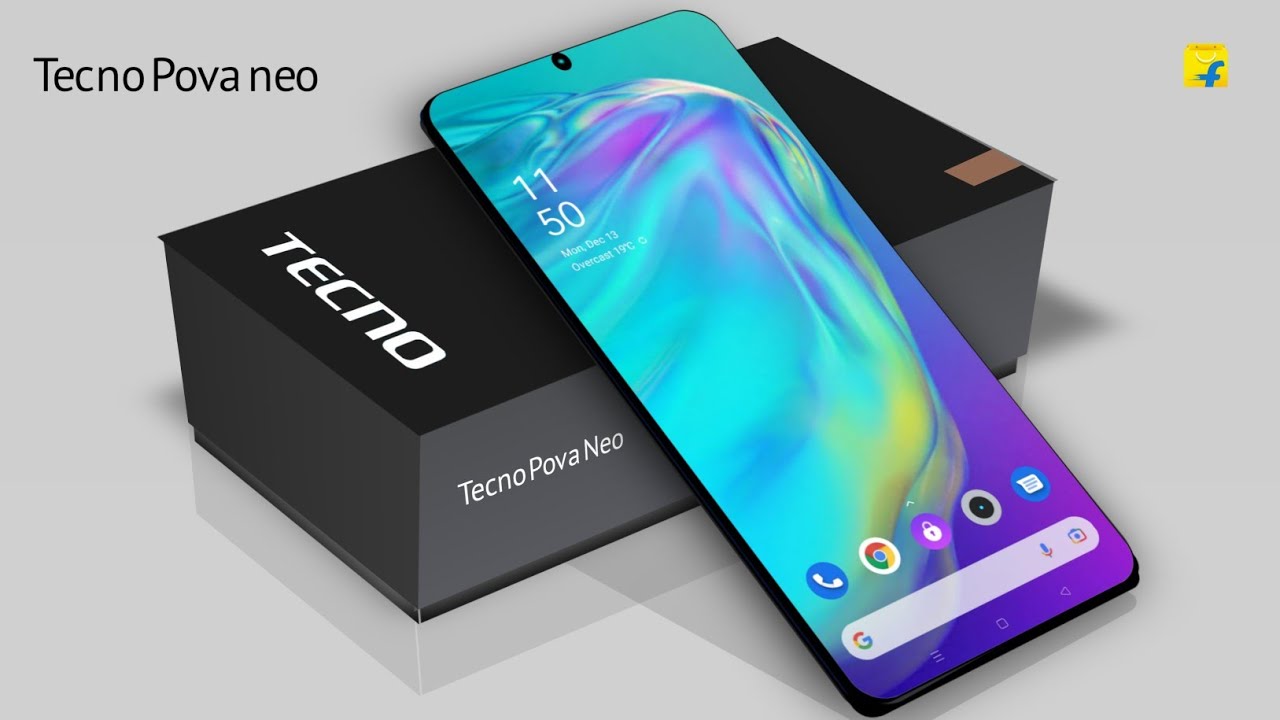 Tecno Pova neo
11
50
Mon, Dec 13
Overcast 19°C
TECNO
Tecno Pova Neo